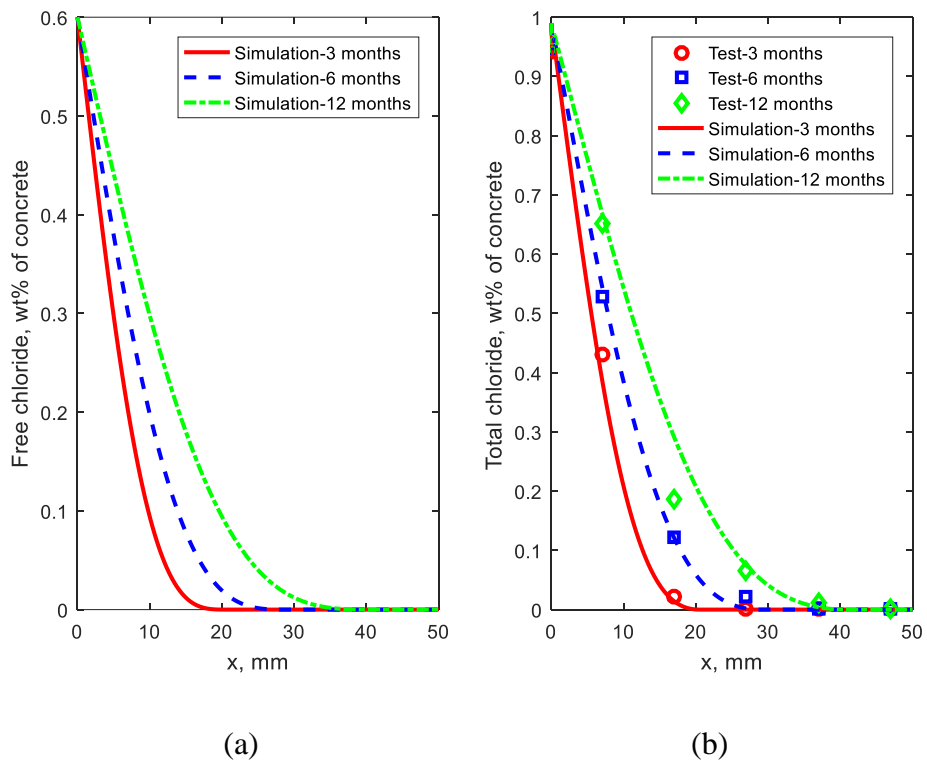 0.6
0.5
0.4
0.3
0.2
0.1
0
Free chloride, wt% of concrete
Simulation-3 months
Simulation-6 months
Simulation-12 months
0
10
20
30
40
50
x, mm
(a)
1
0.9
0.8
0.7
0.6
0.5
0.4
0.3
0.2
0.1
0
Total chloride, wt% of concrete
Test-3 months
Test-6 months
Test-12 months
Simulation-3 months
Simulation-6 months
Simulation-12 months
0
10
20
30
40
50
x, mm
(b)